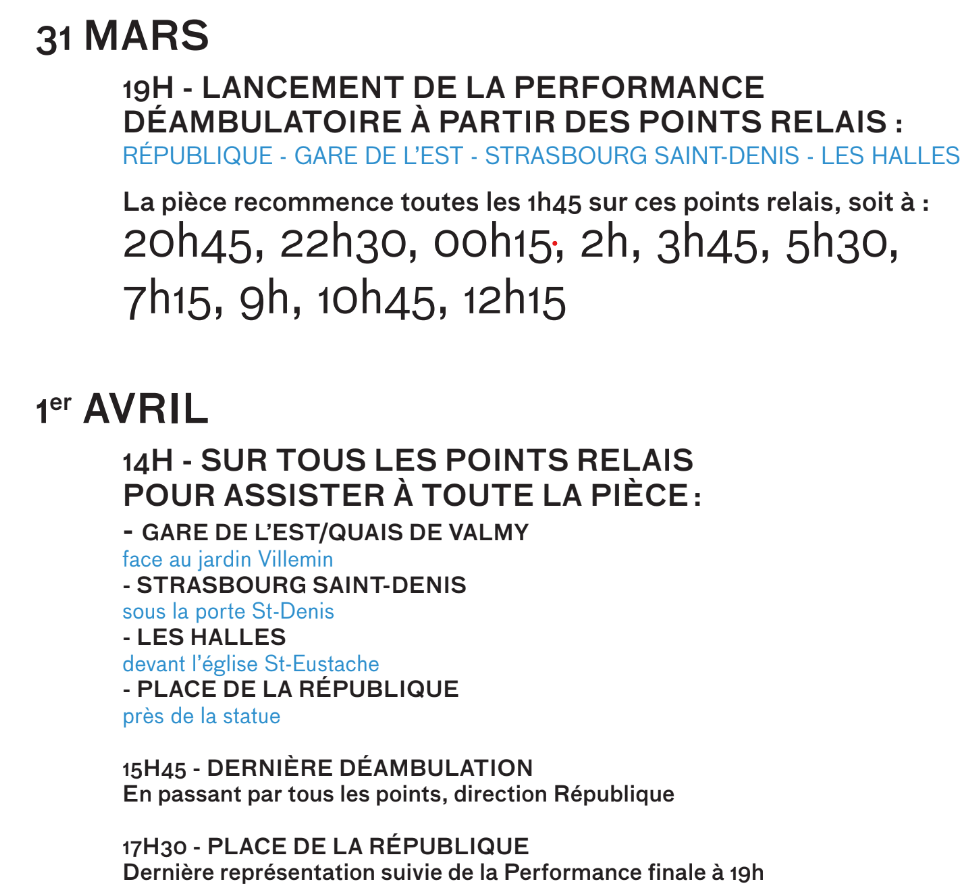 31 MARS
19H - LANCEMENT DE LA PERFORMANCE
DÉAMBULATOIRE À PARTIR DES POINTS RELAIS :
RÉPUBLIQUE - GARE DE L'EST - STRASBOURG SAINT-DENIS - LES HALLES
La pièce recommence toutes les 1h45 sur ces points relais, soit à :
20h45, 22h30, 00h15, 2h, 3h45, 5h30,
7h15, 9h, 10h45, 12h15
1er AVRIL
14H - SUR TOUS LES POINTS RELAIS
POUR ASSISTER À TOUTE LA PIÈCE :
- GARE DE L'EST/QUAIS DE VALMY
face au jardin Villemin
- STRASBOURG SAINT-DENIS
sous la porte St-Denis
- LES HALLES
devant l'église St-Eustache
- PLACE DE LA RÉPUBLIQUE
près de la statue
15H45 - DERNIÈRE DÉAMBULATION
En passant par tous les points, direction République
17H30 - PLACE DE LA RÉPUBLIQUE
Dernière représentation suivie de la Performance finale à 19h